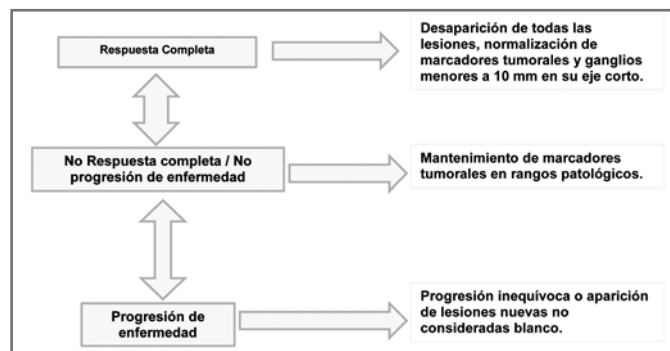 Respuesta Completa
Desaparición de todas las
lesiones, normalización de
marcadores tumorales y ganglios
menores a 10 mm en su eje corto.
No Respuesta completa / No
progresión de enfermedad
Mantenimiento de marcadores
tumorales en rangos patológicos.
Progresión de
enfermedad
Progresión inequívoca o aparición
de lesiones nuevas no
consideradas blanco.